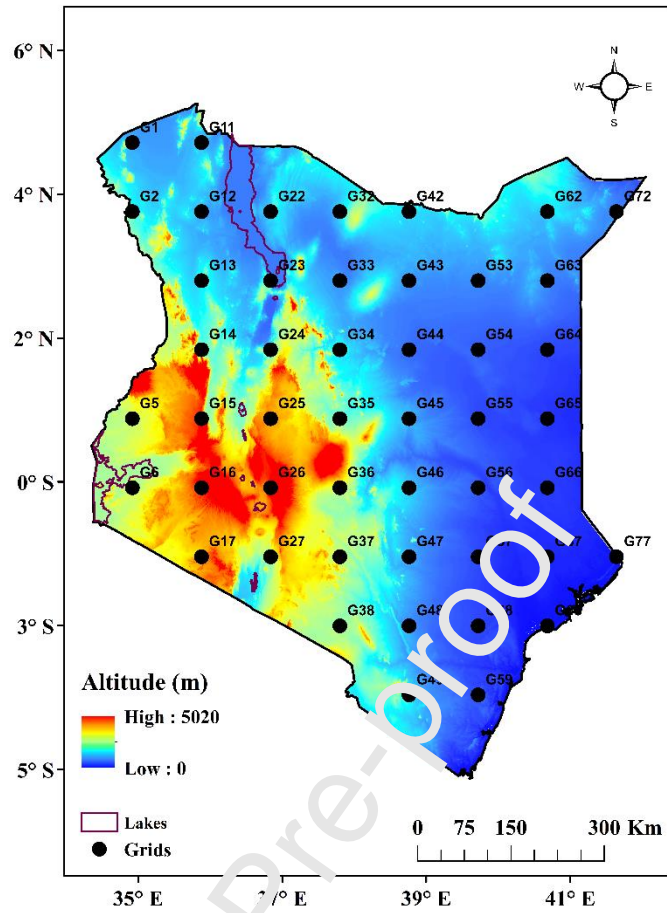 6° N
N
W E
S
G1 G11
4° N
G2 G12 G22 G32 G42 G62 G72
G13 G23 G33 G43 G53 G63
2° N
G14 G24 G34 G44 G54 G64
G5 G15 G25 G35 G45 G55 G65
0° S
G6 G16 G26 G36 G46 G56 G66
G17 G27 G37 G47 G77
3° S
G38 G48
Altitude (m)
G59
High : 5020
Low : 0
5° S
Lakes
Grids
0 75 150 300 Km
35° E 37° E 39° E 41° E
Pre-proof